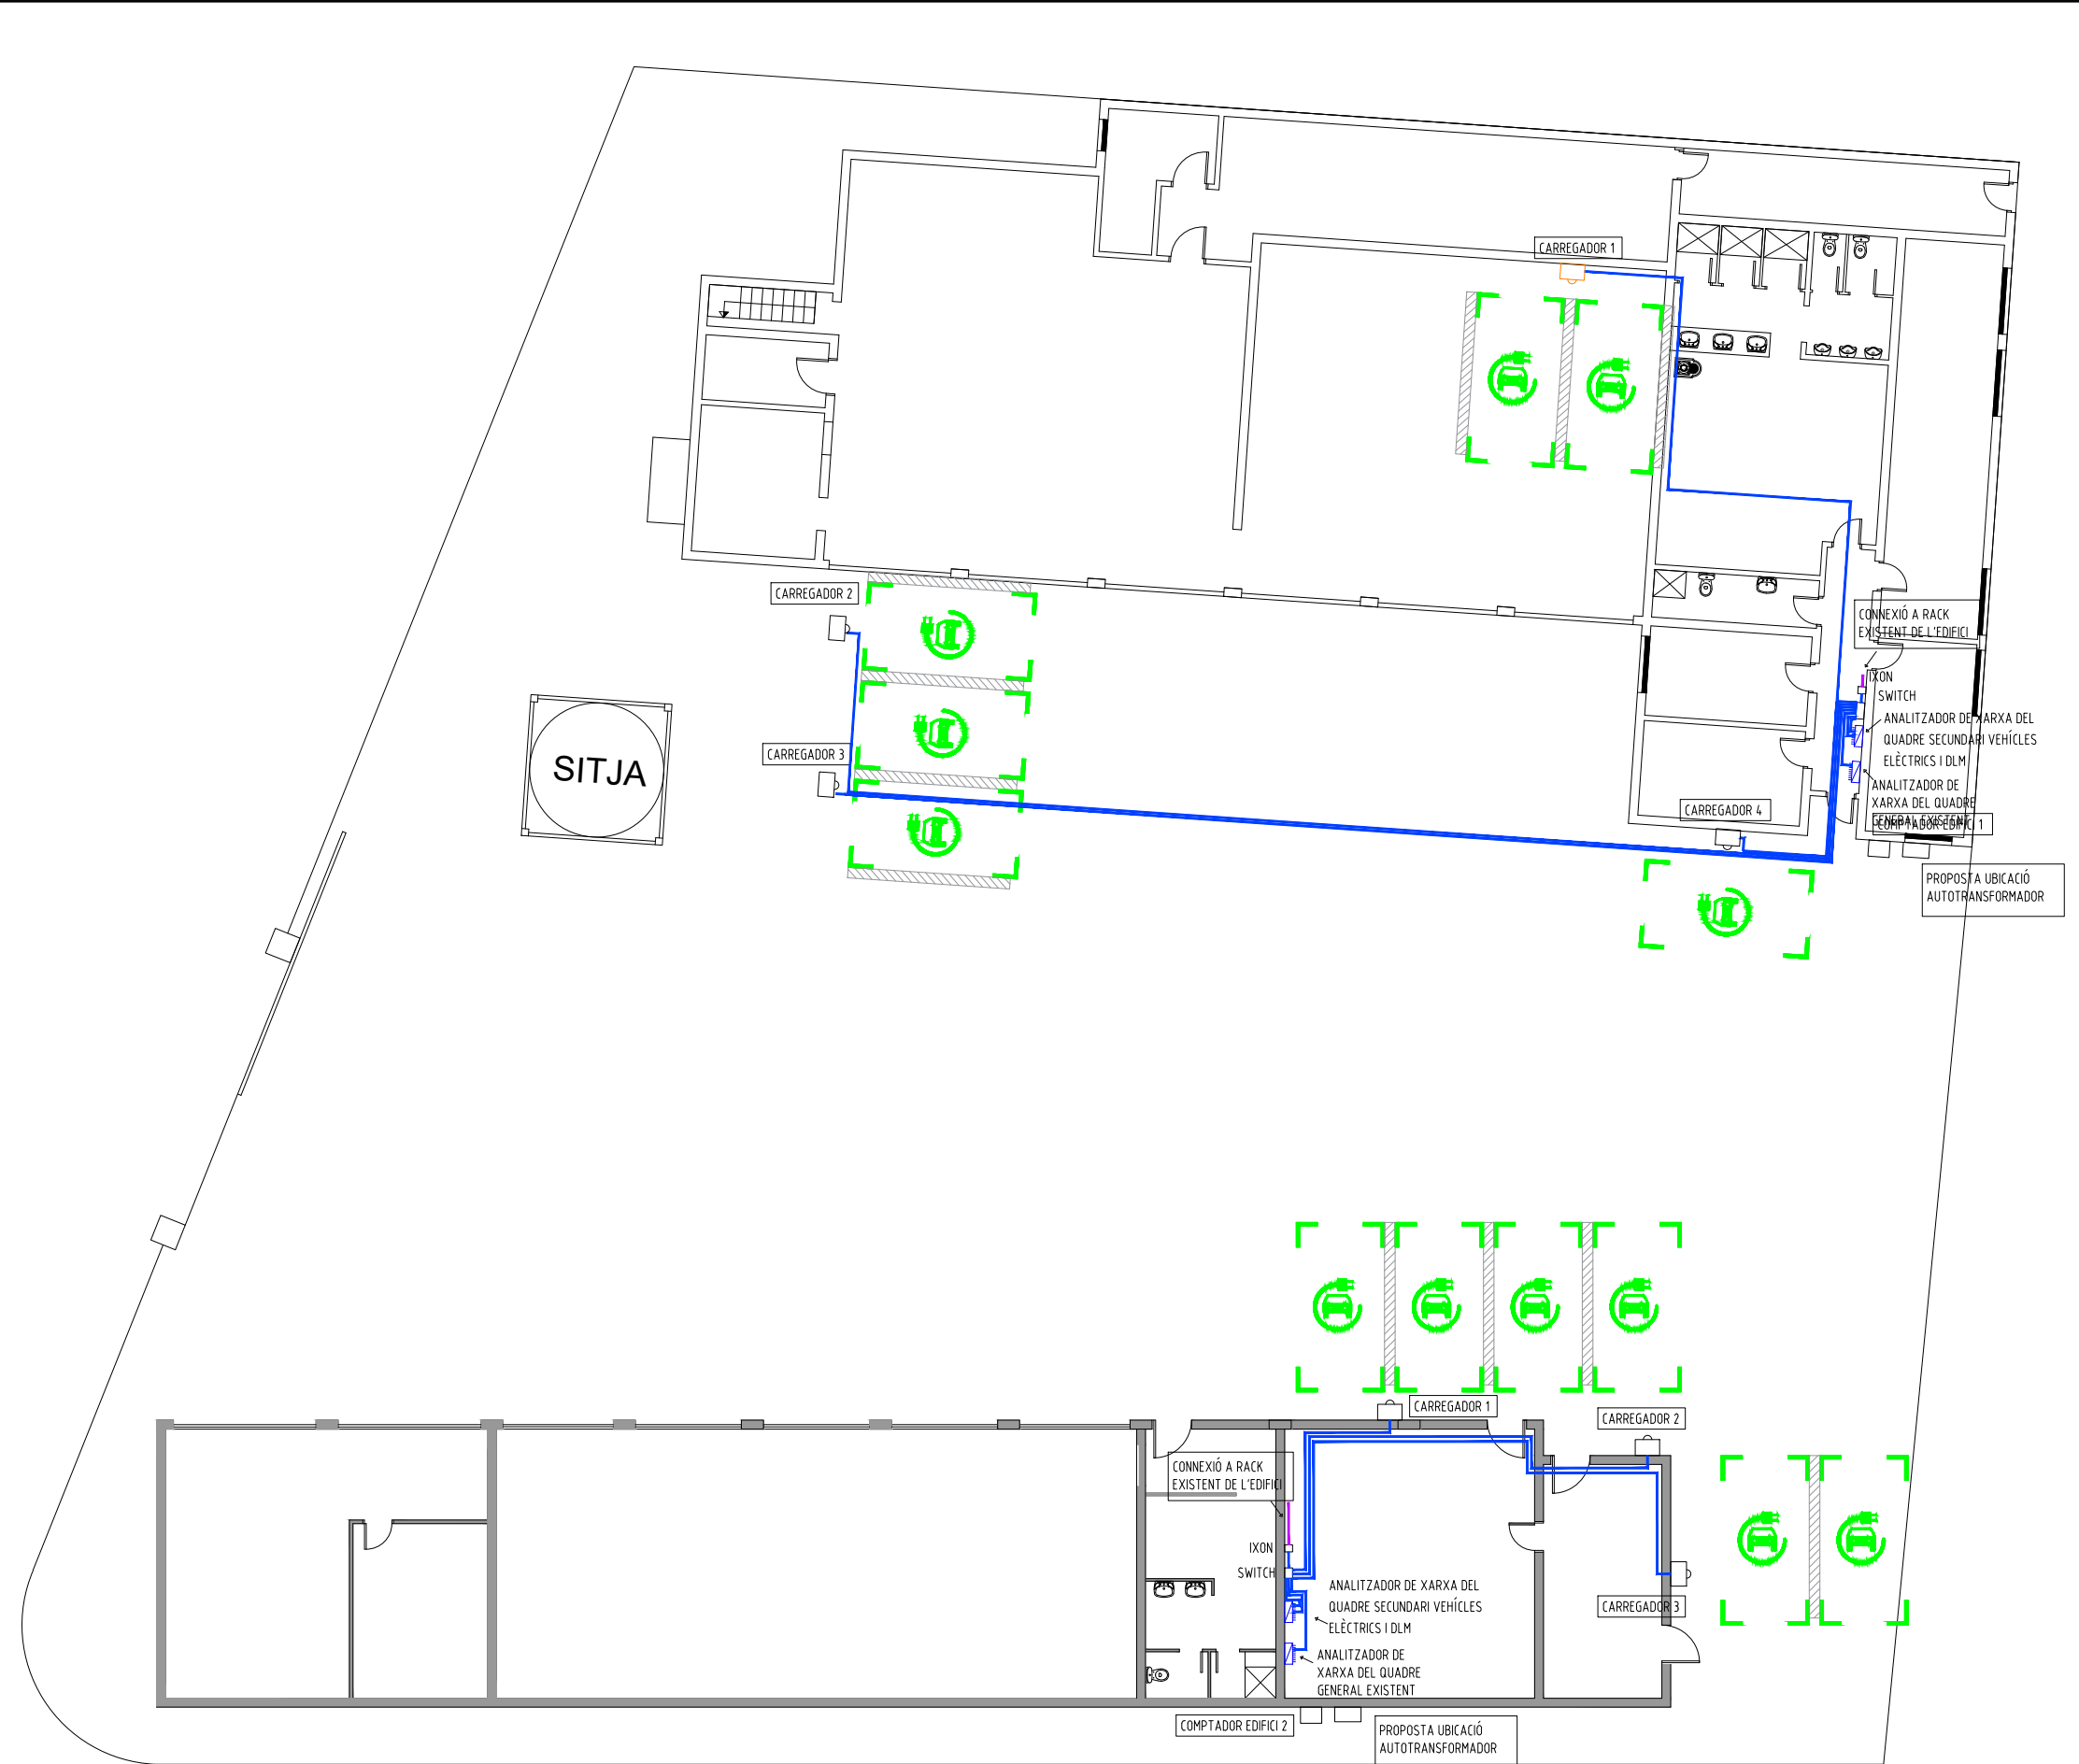 CARREGADOR 1
CARREGADOR 2
CONNEXIÓ A RACK
EXISTENT DE L'EDIFICI
IXON
SWITCH
ANALITZADOR DE XARXA DEL
QUADRE SECUNDARI VEHÍCLES
ELÈCTRICS I DLM
CARREGADOR 3
SITJA
ANALITZADOR DE
XARXA DEL QUADRE
GENERAL EXISTENT
CARREGADOR 4
COMPTADOR EDIFICI 1
PROPOSTA UBICACIÓ
AUTOTRANSFORMADOR
CARREGADOR 1
CARREGADOR 2
CONNEXIÓ A RACK
EXISTENT DE L'EDIFICI
IXON
SWITCH
ANALITZADOR DE XARXA DEL
QUADRE SECUNDARI VEHÍCLES
ELÈCTRICS I DLM
CARREGADOR 3
ANALITZADOR DE
XARXA DEL QUADRE
GENERAL EXISTENT
COMPTADOR EDIFICI 2
PROPOSTA UBICACIÓ
AUTOTRANSFORMADOR